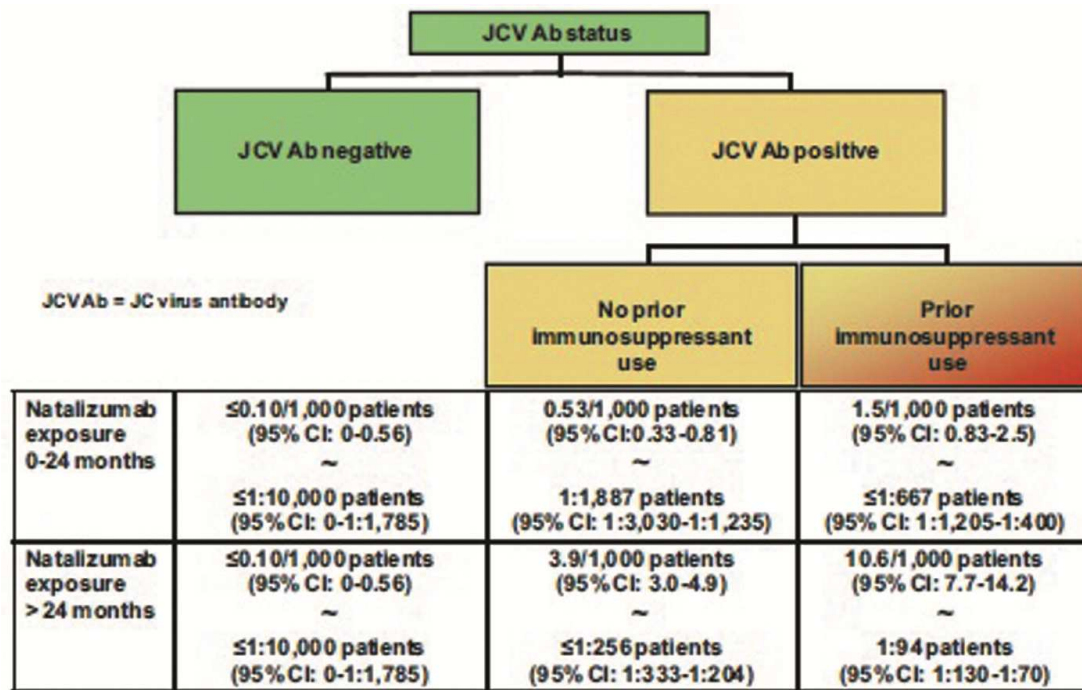 JCV Ab status
JCV Ab negative
JCV Ab positive
JCV Ab = JC virus antibody
No prior
immunosuppressant
use
Prior
immunosuppressant
use
Natalizumab
exposure
0-24 months
≤0.10/1,000 patients
(95% CI: 0-0.56)
~
≤1:10,000 patients
(95% CI: 0-1:1,785)
0.53/1,000 patients
(95% CI:0.33-0.81)
~
1:1,887 patients
(95% CI: 1:3,030-1:1,235)
1.5/1,000 patients
(95% CI: 0.83-2.5)
~
≤1:667 patients
(95% CI: 1:1,205-1:400)
Natalizumab
exposure
> 24 months
≤0.10/1,000 patients
(95% CI: 0-0.56)
~
≤1:10,000 patients
(95% CI: 0-1:1,785)
3.9/1,000 patients
(95% CI: 3.0-4.9)
~
≤1:256 patients
(95% CI: 1:333-1:204)
10.6/1,000 patients
(95% CI: 7.7-14.2)
~
1:94 patients
(95% CI: 1:130-1:70)